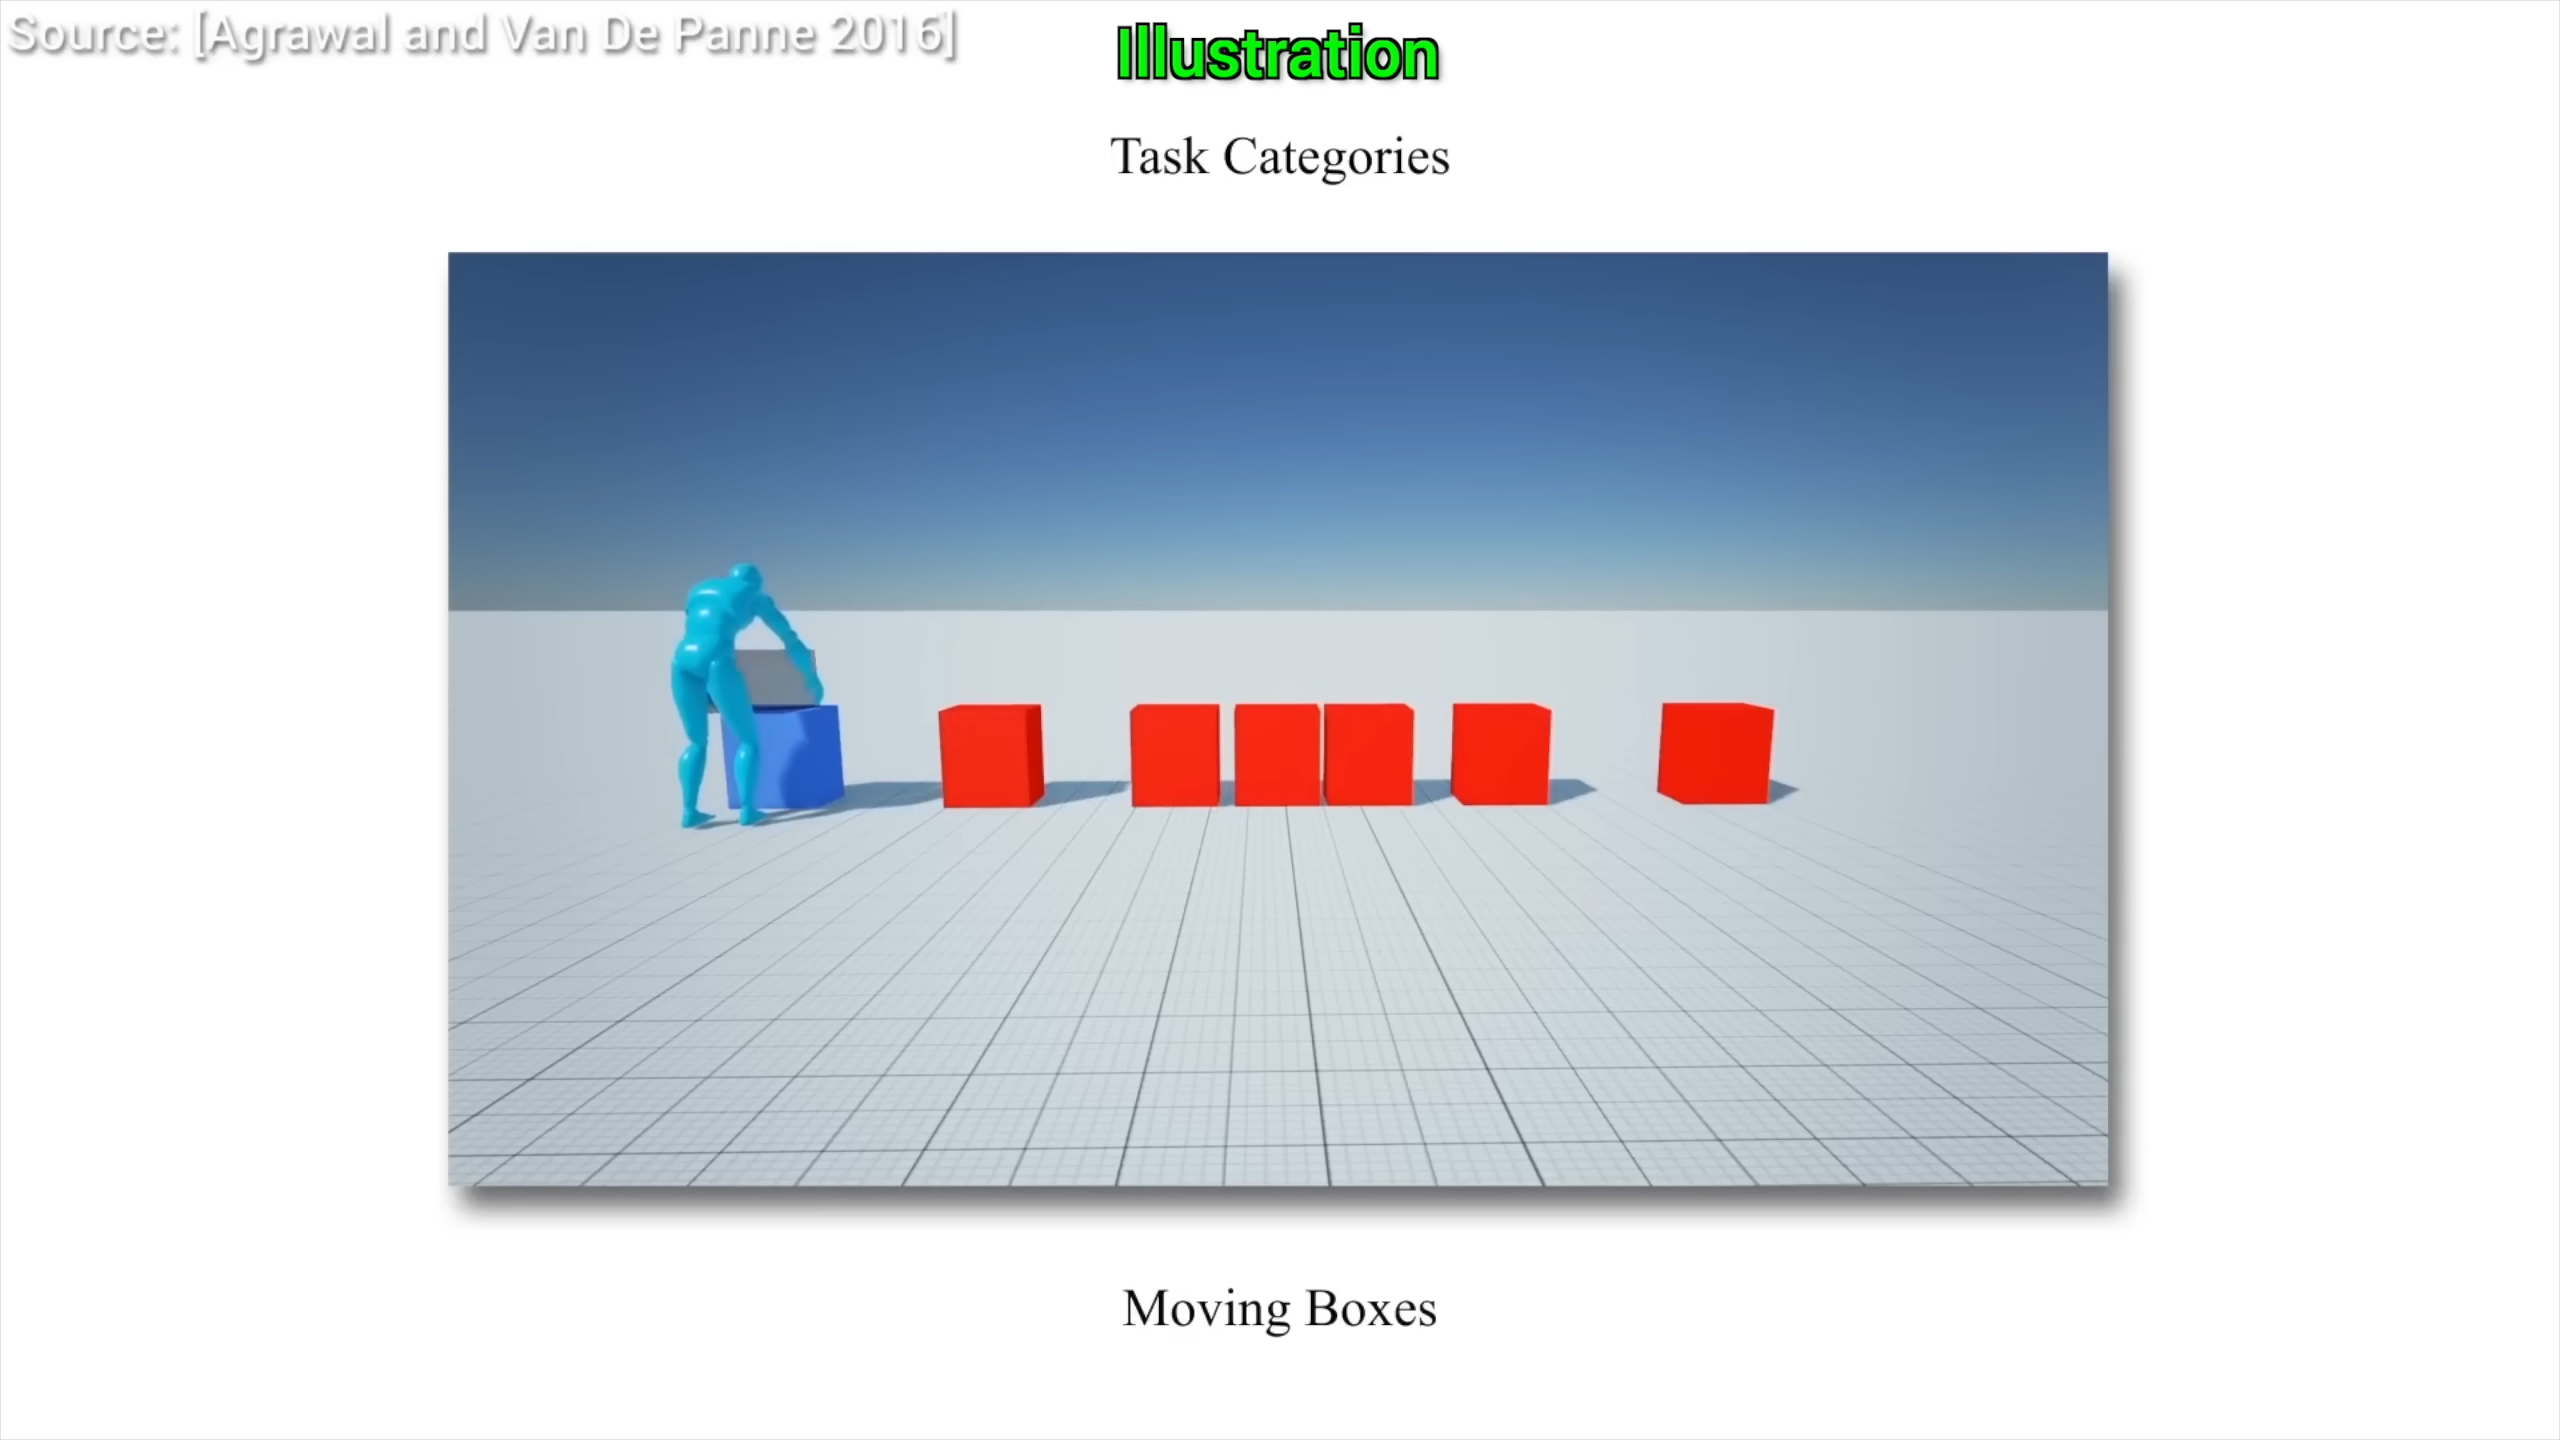 Source: [Agrawal and Van De Panne 2016]
Illustration
Task Categories
Moving Boxes